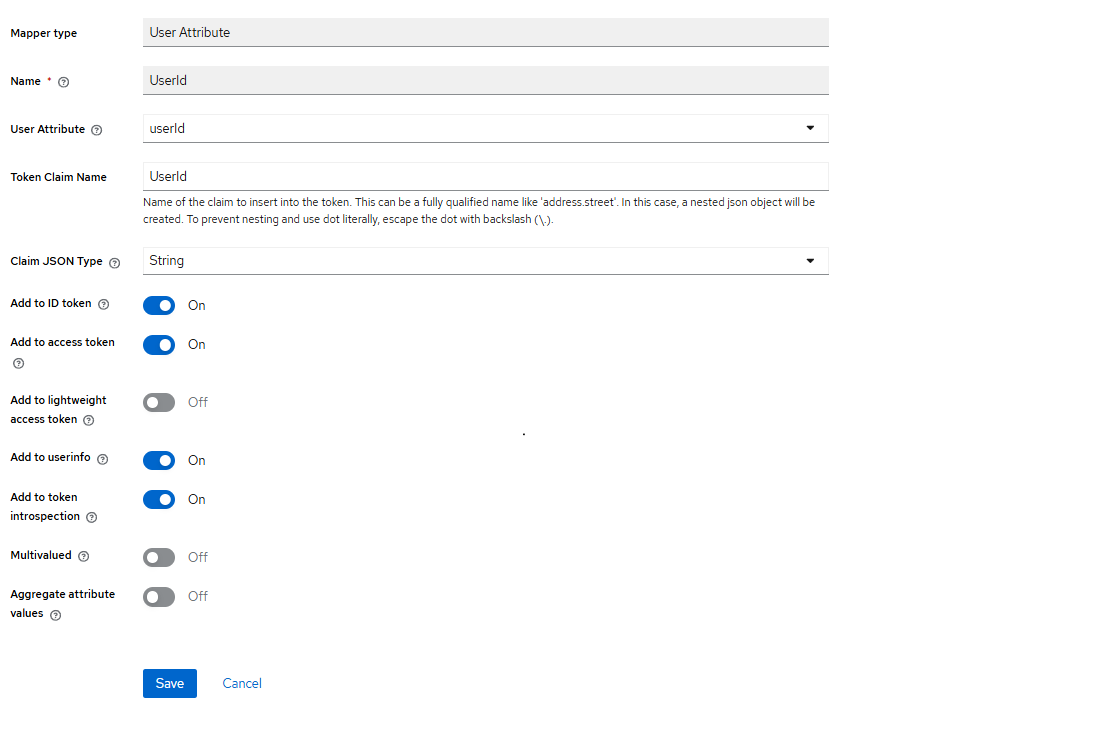 Mapper type
User Attribute
Name *
UserId
User Attribute
userId
Token Claim Name
UserId
Name of the claim to insert into the token. This can be a fully qualified name like 'address.street'. In this case, a nested json object will be
created. To prevent nesting and use dot literally, escape the dot with backslash (\.).
Claim JSON Type
String
Add to ID token
On
Add to access token
On
Add to lightweight
access token
Off
Add to userinfo
On
Add to token
introspection
On
Multivalued
Off
Aggregate attribute
values
Off
Save
Cancel